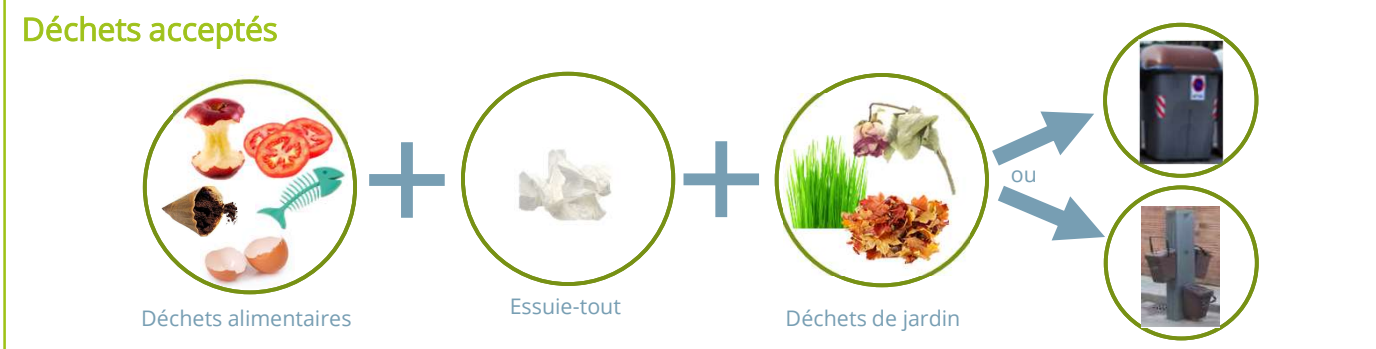 Déchets acceptés
ou
Essuie-tout
Déchets alimentaires
Déchets de jardin